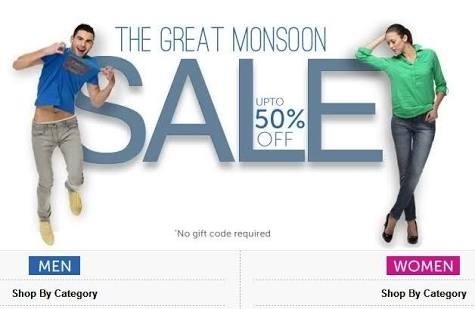 THE GREAT MONSOON
SALE
UPTO
50%
OFF
*No gift code required
MEN
WOMEN
Shop By Category
Shop By Category